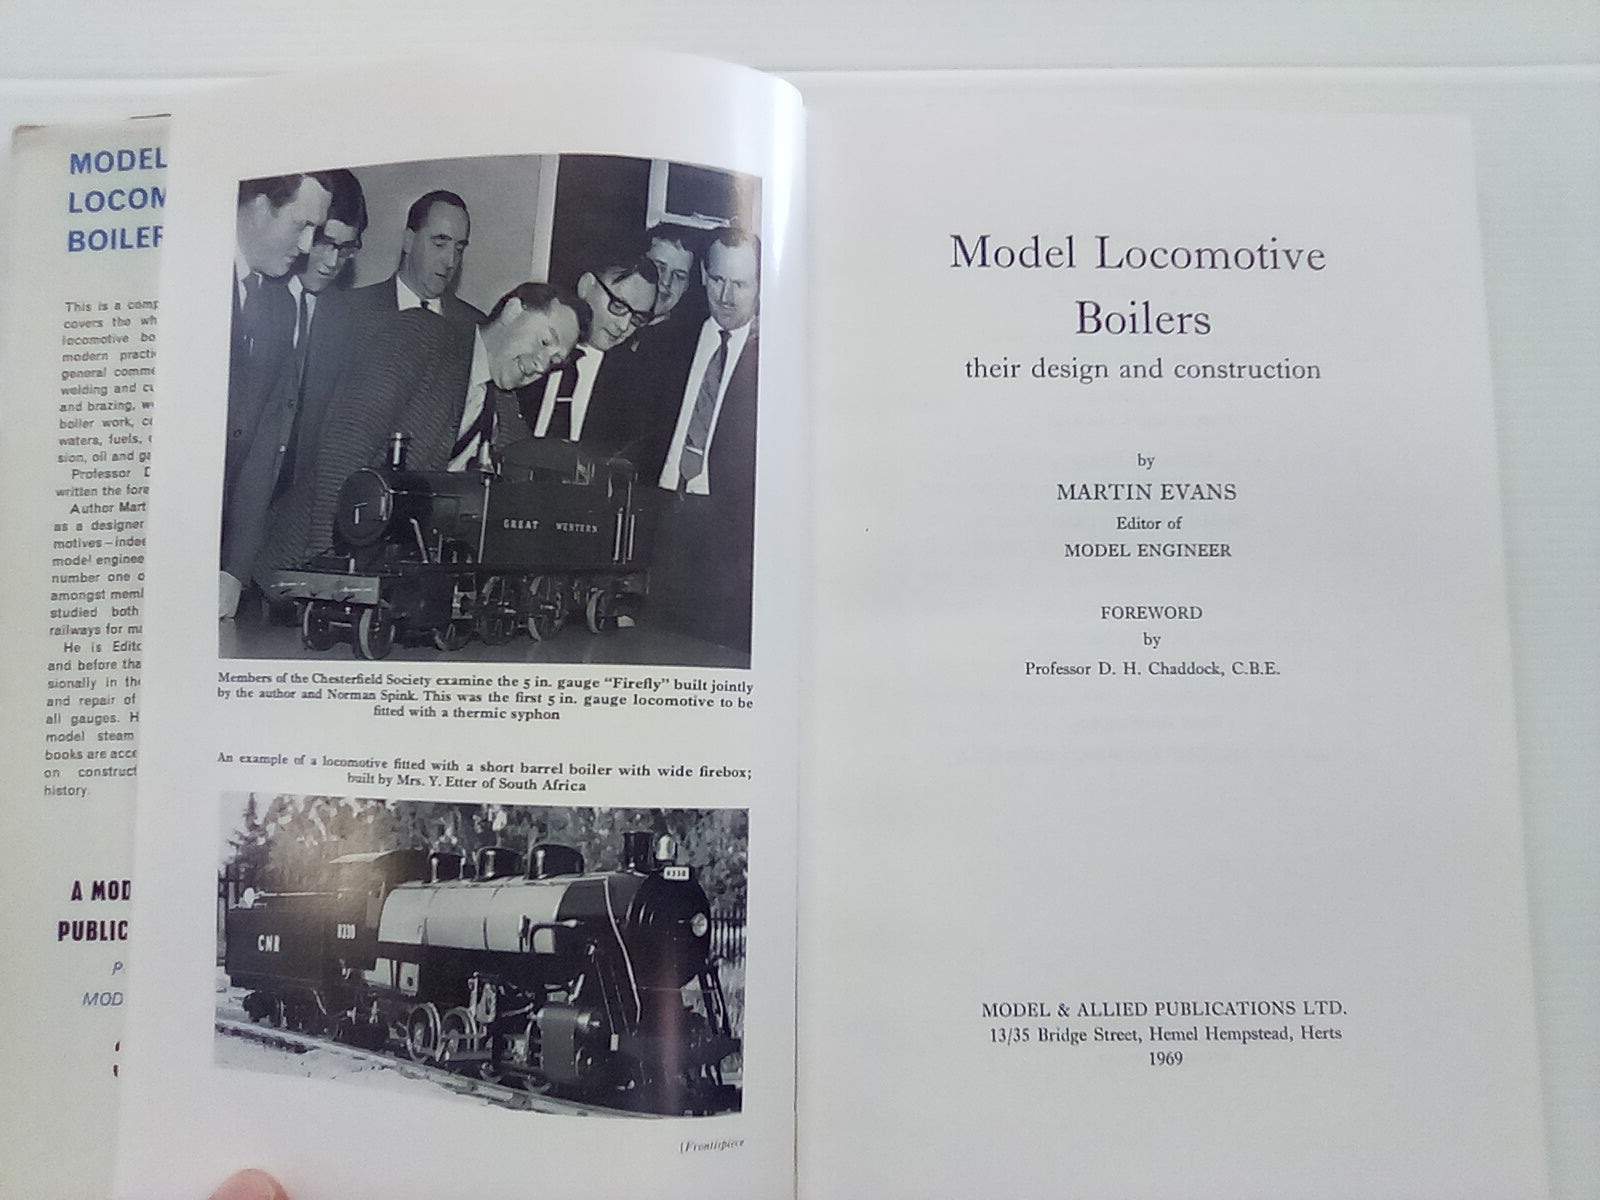 MODEL
LOCOM
BOILER
This is a comp
covers the wh
locomotive bo
modern practi
general comme
welding and cu
and brazing, w
boiler work, c
waters, fuels,
sion, oil and ga
Professor D
written the fore
Author Mart
as a designer
motives – indee
model enginee
number one o
amongst meml
studied both
railways for ma
He is Edito
and before tha
sionally in the
and repair of
all gauges. H
model steam
books are acce
on construct
history.
A MOD
PUBLIC
P
MOD
GREAT WESTERN
Members of the Chesterfield Society examine the 5 in. gauge "Firefly" built jointly
by the author and Norman Spink. This was the first 5 in. gauge locomotive to be
fitted with a thermic syphon
An example of a locomotive fitted with a short barrel boiler with wide firebox;
built by Mrs. Y. Etter of South Africa
8330
CNR 8330
[Frontispiece
Model Locomotive
Boilers
their design and construction
by
MARTIN EVANS
Editor of
MODEL ENGINEER
FOREWORD
by
Professor D. H. Chaddock, C.B.E.
MODEL & ALLIED PUBLICATIONS LTD.
13/35 Bridge Street, Hemel Hempstead, Herts
1969